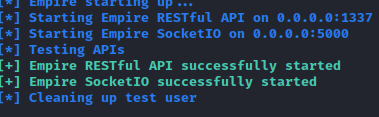 [*] Empire starting up...
[*] Starting Empire RESTful API on 0.0.0.0:1337
[*] Starting Empire SocketIO on 0.0.0.0:5000
[*] Testing APIs
[+] Empire RESTful API successfully started
[+] Empire SocketIO successfully started
[*] Cleaning up test user